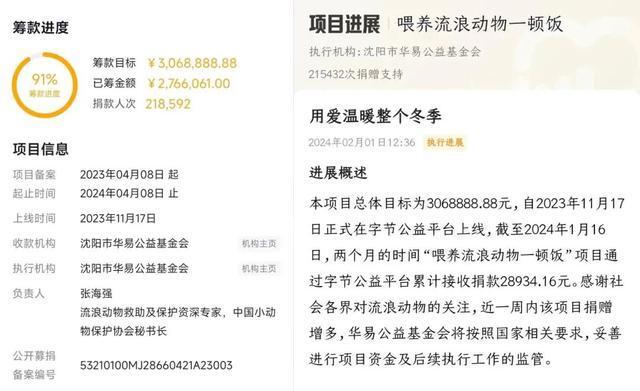 筹款进度
91%
筹款进度
筹款目标 ￥3,068,888.88
已筹金额 ￥2,766,061.00
捐款人次 218,592
项目信息
项目备案 2023年04月08日 起
起止时间 2024年04月08日 止
上线时间 2023年11月17日
收款机构 沈阳市华易公益基金会 机构主页
执行机构 沈阳市华易公益基金会 机构主页
负责人 张海强
流浪动物救助及保护资深专家，中国小动
物保护协会秘书长
公开募捐
备案编号 53210100MJ28660421A23003
项目进展 喂养流浪动物一顿饭
执行机构：沈阳市华易公益基金会
215432次捐赠支持
用爱温暖整个冬季
2024年02月01日12:36 执行进展
进展概述
本项目总体目标为3068888.88元，自2023年11月17
日正式在字节公益平台上线，截至2024年1月16
日，两个月的时间“喂养流浪动物一顿饭”项目通
过字节公益平台累计接收捐款28934.16元。感谢社
会各界对流浪动物的关注，近一周内该项目捐赠
增多，华易公益基金会将按照国家相关要求，妥善
进行项目资金及后续执行工作的监管。